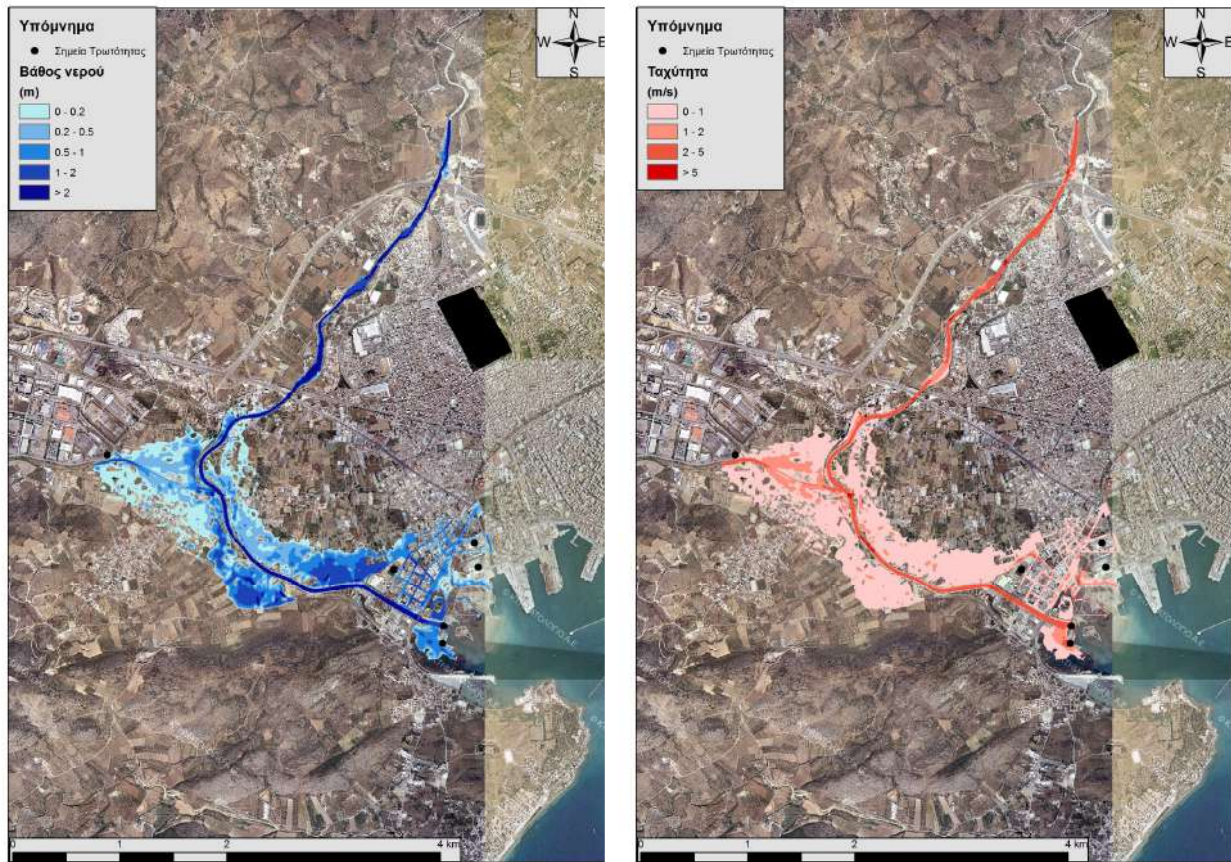 Υπόμνημα
Σημεία Τρωτότητας
Βάθος νερού
(m)
0 - 0.2
0.2 - 0.5
0.5 - 1
1 - 2
> 2
N
W E
S
0 1 2 4 km
Υπόμνημα
Σημεία Τρωτότητας
Ταχύτητα
(m/s)
0 - 1
1 - 2
2 - 5
> 5
N
W E
S
0 1 2 4 km